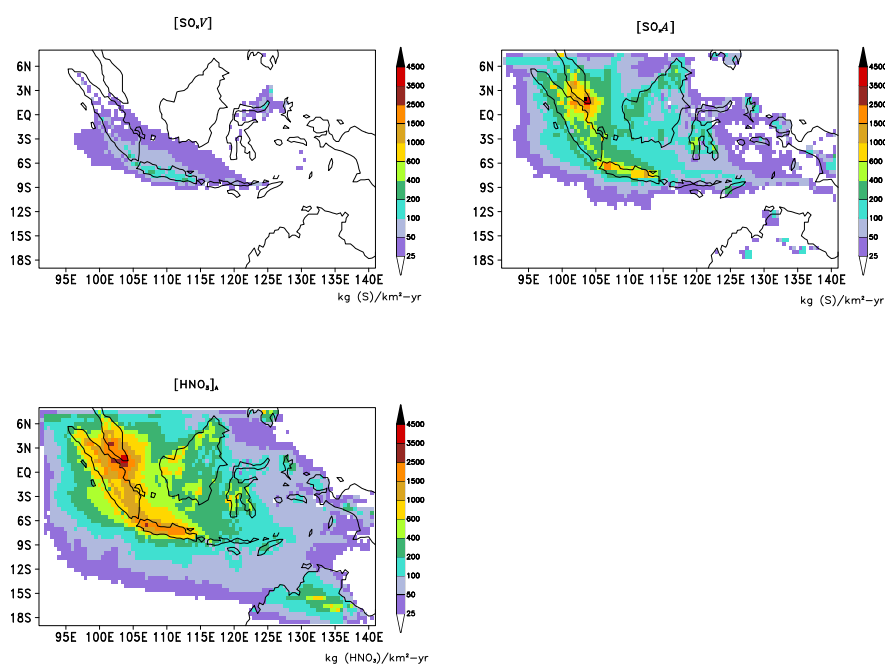 [SOₓV]
[SOₓA]
6N
3N
EQ
3S
6S
9S
12S
15S
18S
95E 100E 105E 110E 115E 120E 125E 130E 135E 140E
4500
3500
2500
1500
1000
600
400
200
100
50
25
kg (S)/km²-yr
6N
3N
EQ
3S
6S
9S
12S
15S
18S
95E 100E 105E 110E 115E 120E 125E 130E 135E 140E
4500
3500
2500
1500
1000
600
400
200
100
50
25
kg (S)/km²-yr
[HNO₃]ₐ
6N
3N
EQ
3S
6S
9S
12S
15S
18S
95E 100E 105E 110E 115E 120E 125E 130E 135E 140E
4500
3500
2500
1500
1000
600
400
200
100
50
25
kg (HNO₃)/km²-yr